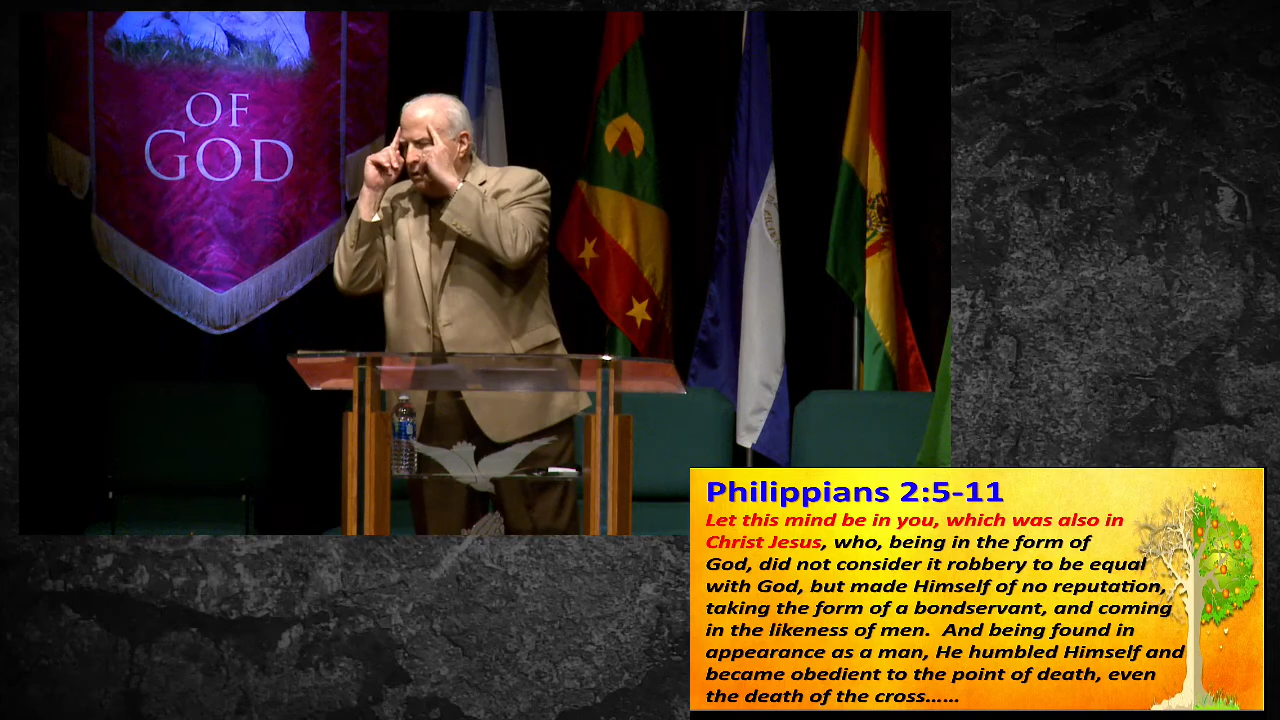 OF
GOD
Philippians 2:5-11
Let this mind be in you, which was also in
Christ Jesus, who, being in the form of
God, did not consider it robbery to be equal
with God, but made Himself of no reputation,
taking the form of a bondservant, and coming
in the likeness of men.  And being found in
appearance as a man, He humbled Himself and
became obedient to the point of death, even
the death of the cross......